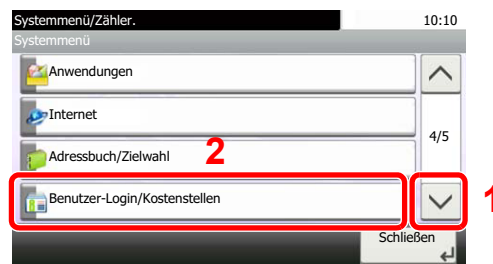 Systemmenü/Zähler. 10:10
Systemmenü
Anwendungen
Internet
4/5
Adressbuch/Zielwahl 2
Benutzer-Login/Kostenstellen 1
Schließen